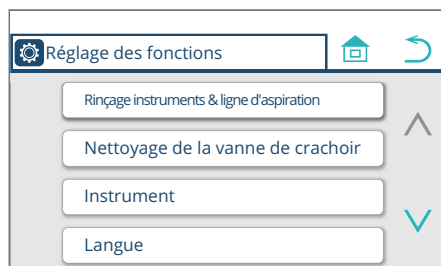 Réglage des fonctions
Rinçage instruments & ligne d'aspiration
Nettoyage de la vanne de crachoir
Instrument
Langue